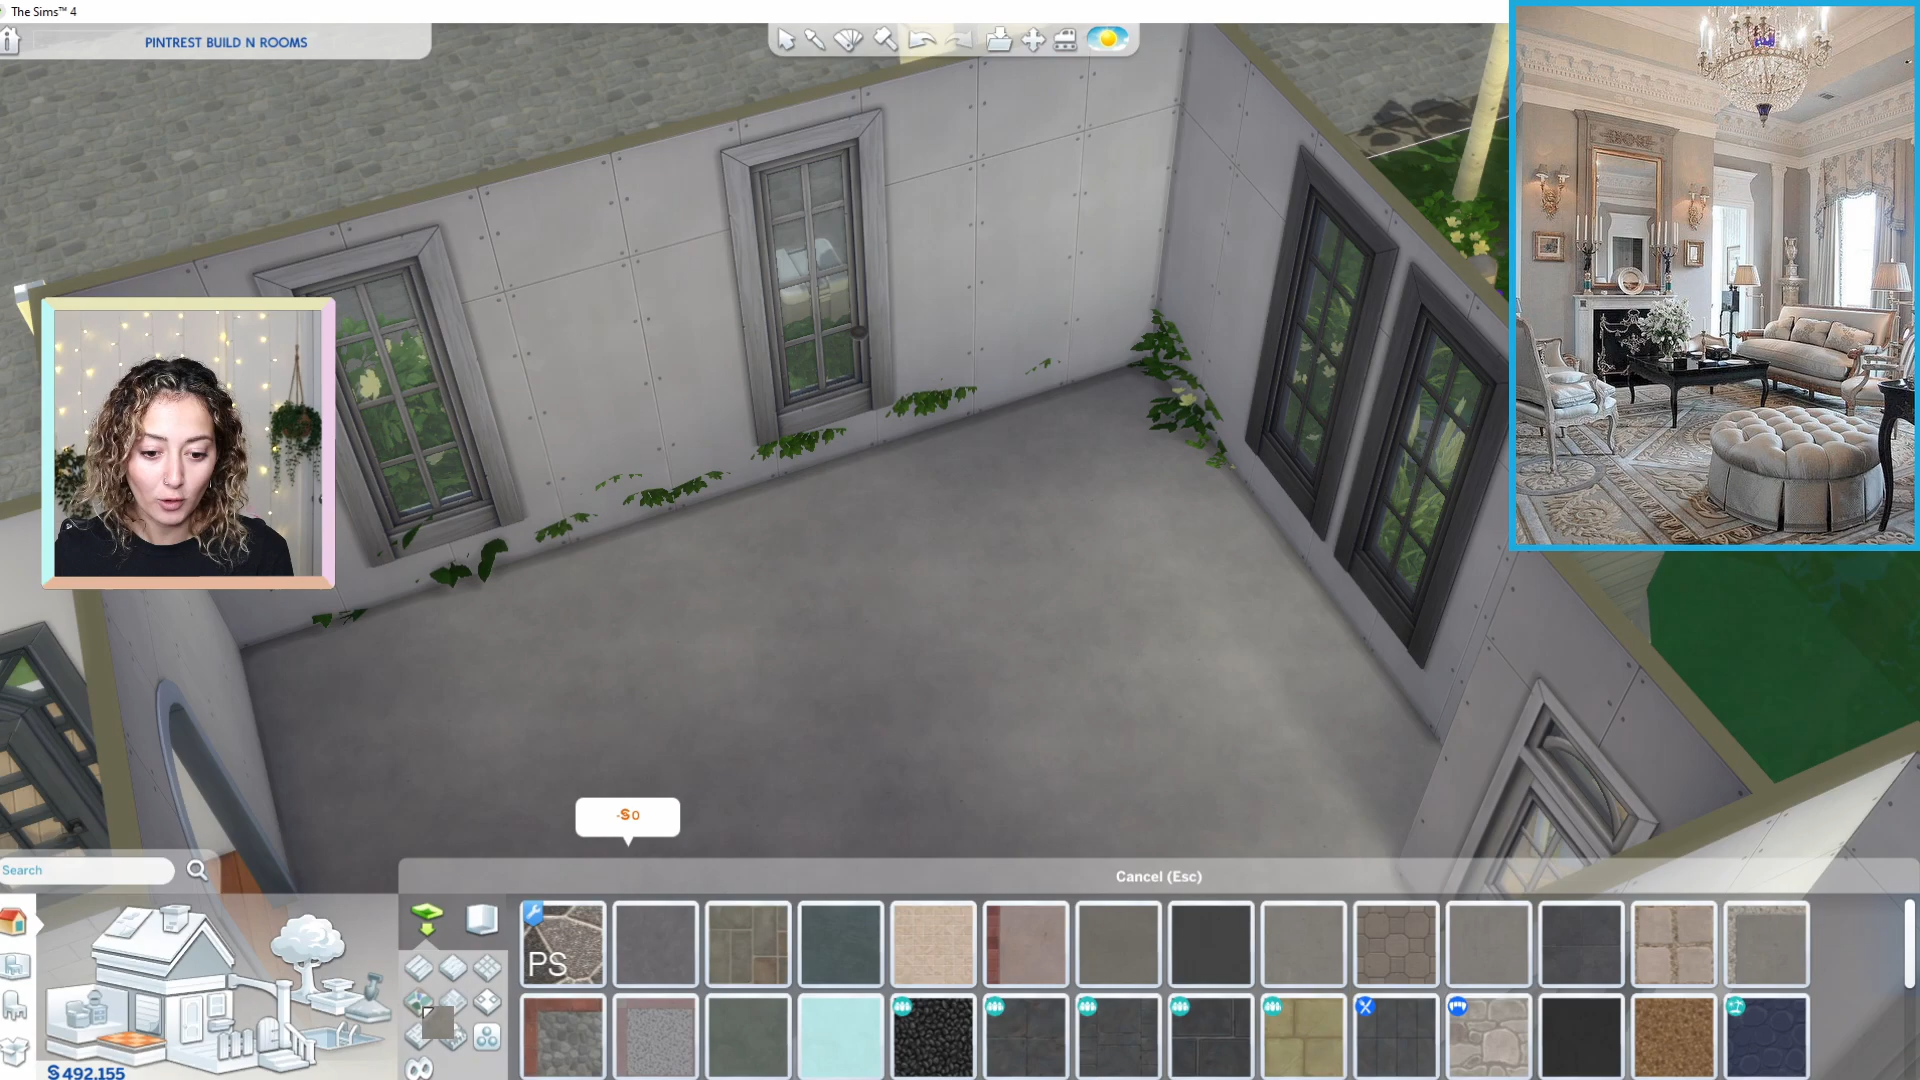 The Sims™ 4
PINTREST BUILD N ROOMS
-§0
Search
Cancel (Esc)
PS
§492,155